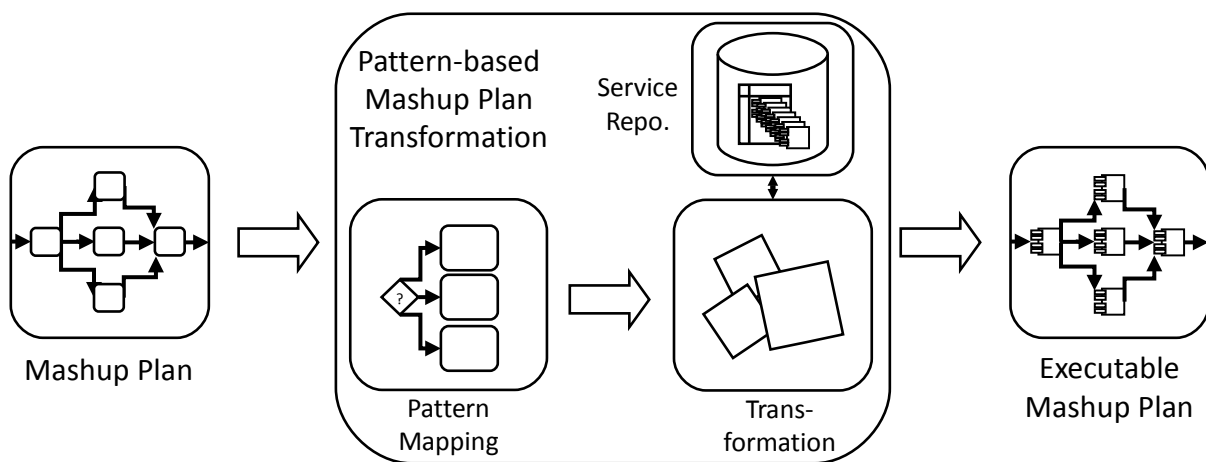 Pattern-based
Mashup Plan
Transformation
Service
Repo.
?
Mashup Plan
Pattern
Mapping
Trans-
formation
Executable
Mashup Plan